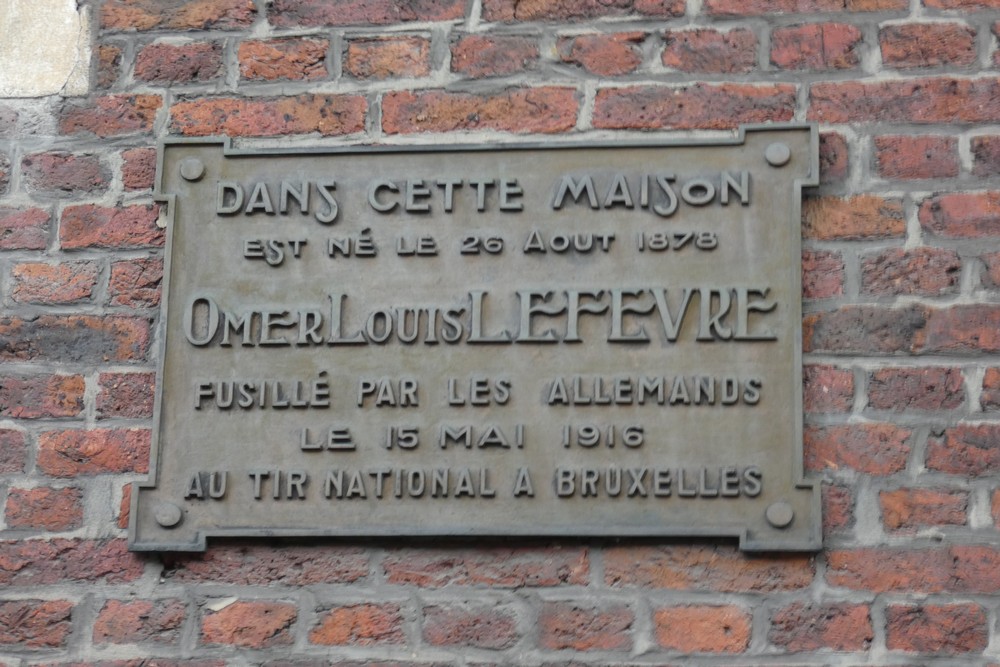 DANS CETTE MAISON
EST NÉ LE 26 AOUT 1878
OMER LOUIS LEFEVRE
FUSILLÉ PAR LES ALLEMANDS
LE 15 MAI 1916
AU TIR NATIONAL A BRUXELLES